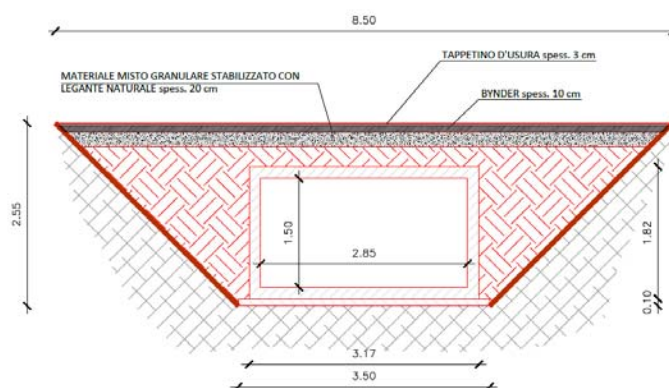 8.50
TAPPETINO D'USURA spess. 3 cm
MATERIALE MISTO GRANULARE STABILIZZATO CON
LEGANTE NATURALE spess. 20 cm
BYNDER spess. 10 cm
2.55
1.50
2.85
1.82
0.10
3.17
3.50